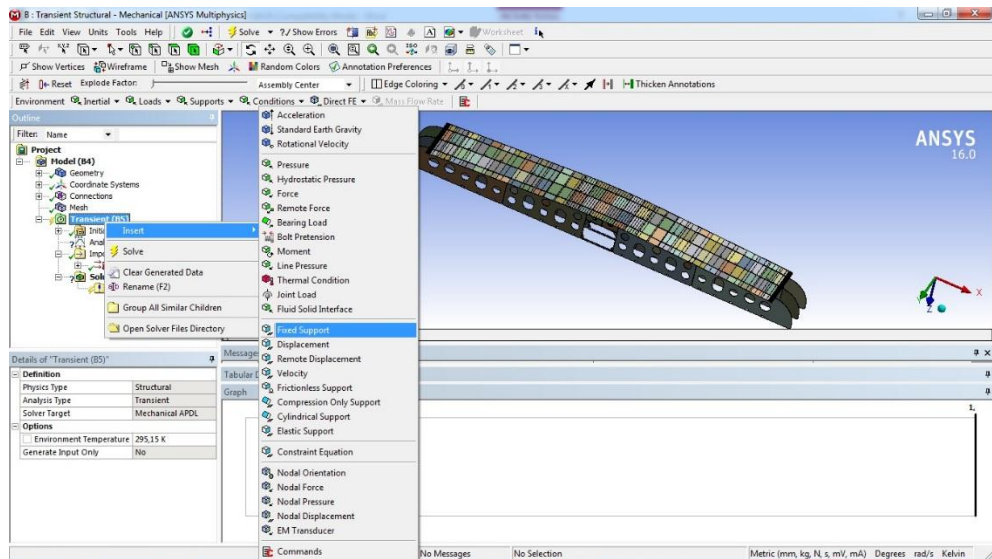 B : Transient Structural - Mechanical [ANSYS Multiphysics]
File Edit View Units Tools Help Solve ?/ Show Errors Worksheet
Show Vertices Wireframe Show Mesh Random Colors Annotation Preferences
Reset Explode Factor: Assembly Center Edge Coloring Thicken Annotations
Environment Inertial Loads Supports Conditions Direct FE Mass Flow Rate
Outline
Filter: Name
Project
Model (B4)
Geometry
Coordinate Systems
Connections
Mesh
Transient (B5)
Insert
Solve
Clear Generated Data
Rename (F2)
Group All Similar Children
Open Solver Files Directory
Acceleration
Standard Earth Gravity
Rotational Velocity
Pressure
Hydrostatic Pressure
Force
Remote Force
Bearing Load
Bolt Pretension
Moment
Line Pressure
Thermal Condition
Joint Load
Fluid Solid Interface
Fixed Support
Displacement
Remote Displacement
Velocity
Frictionless Support
Compression Only Support
Cylindrical Support
Elastic Support
Constraint Equation
Nodal Orientation
Nodal Force
Nodal Pressure
Nodal Displacement
EM Transducer
Commands
ANSYS
16.0
X
Z
Details of "Transient (B5)"
Definition
Physics Type Structural
Analysis Type Transient
Solver Target Mechanical APDL
Options
Environment Temperature 295,15 K
Generate Input Only No
Graph
1,
No Messages No Selection Metric (mm, kg, N, s, mV, mA) Degrees rad/s Kelvin